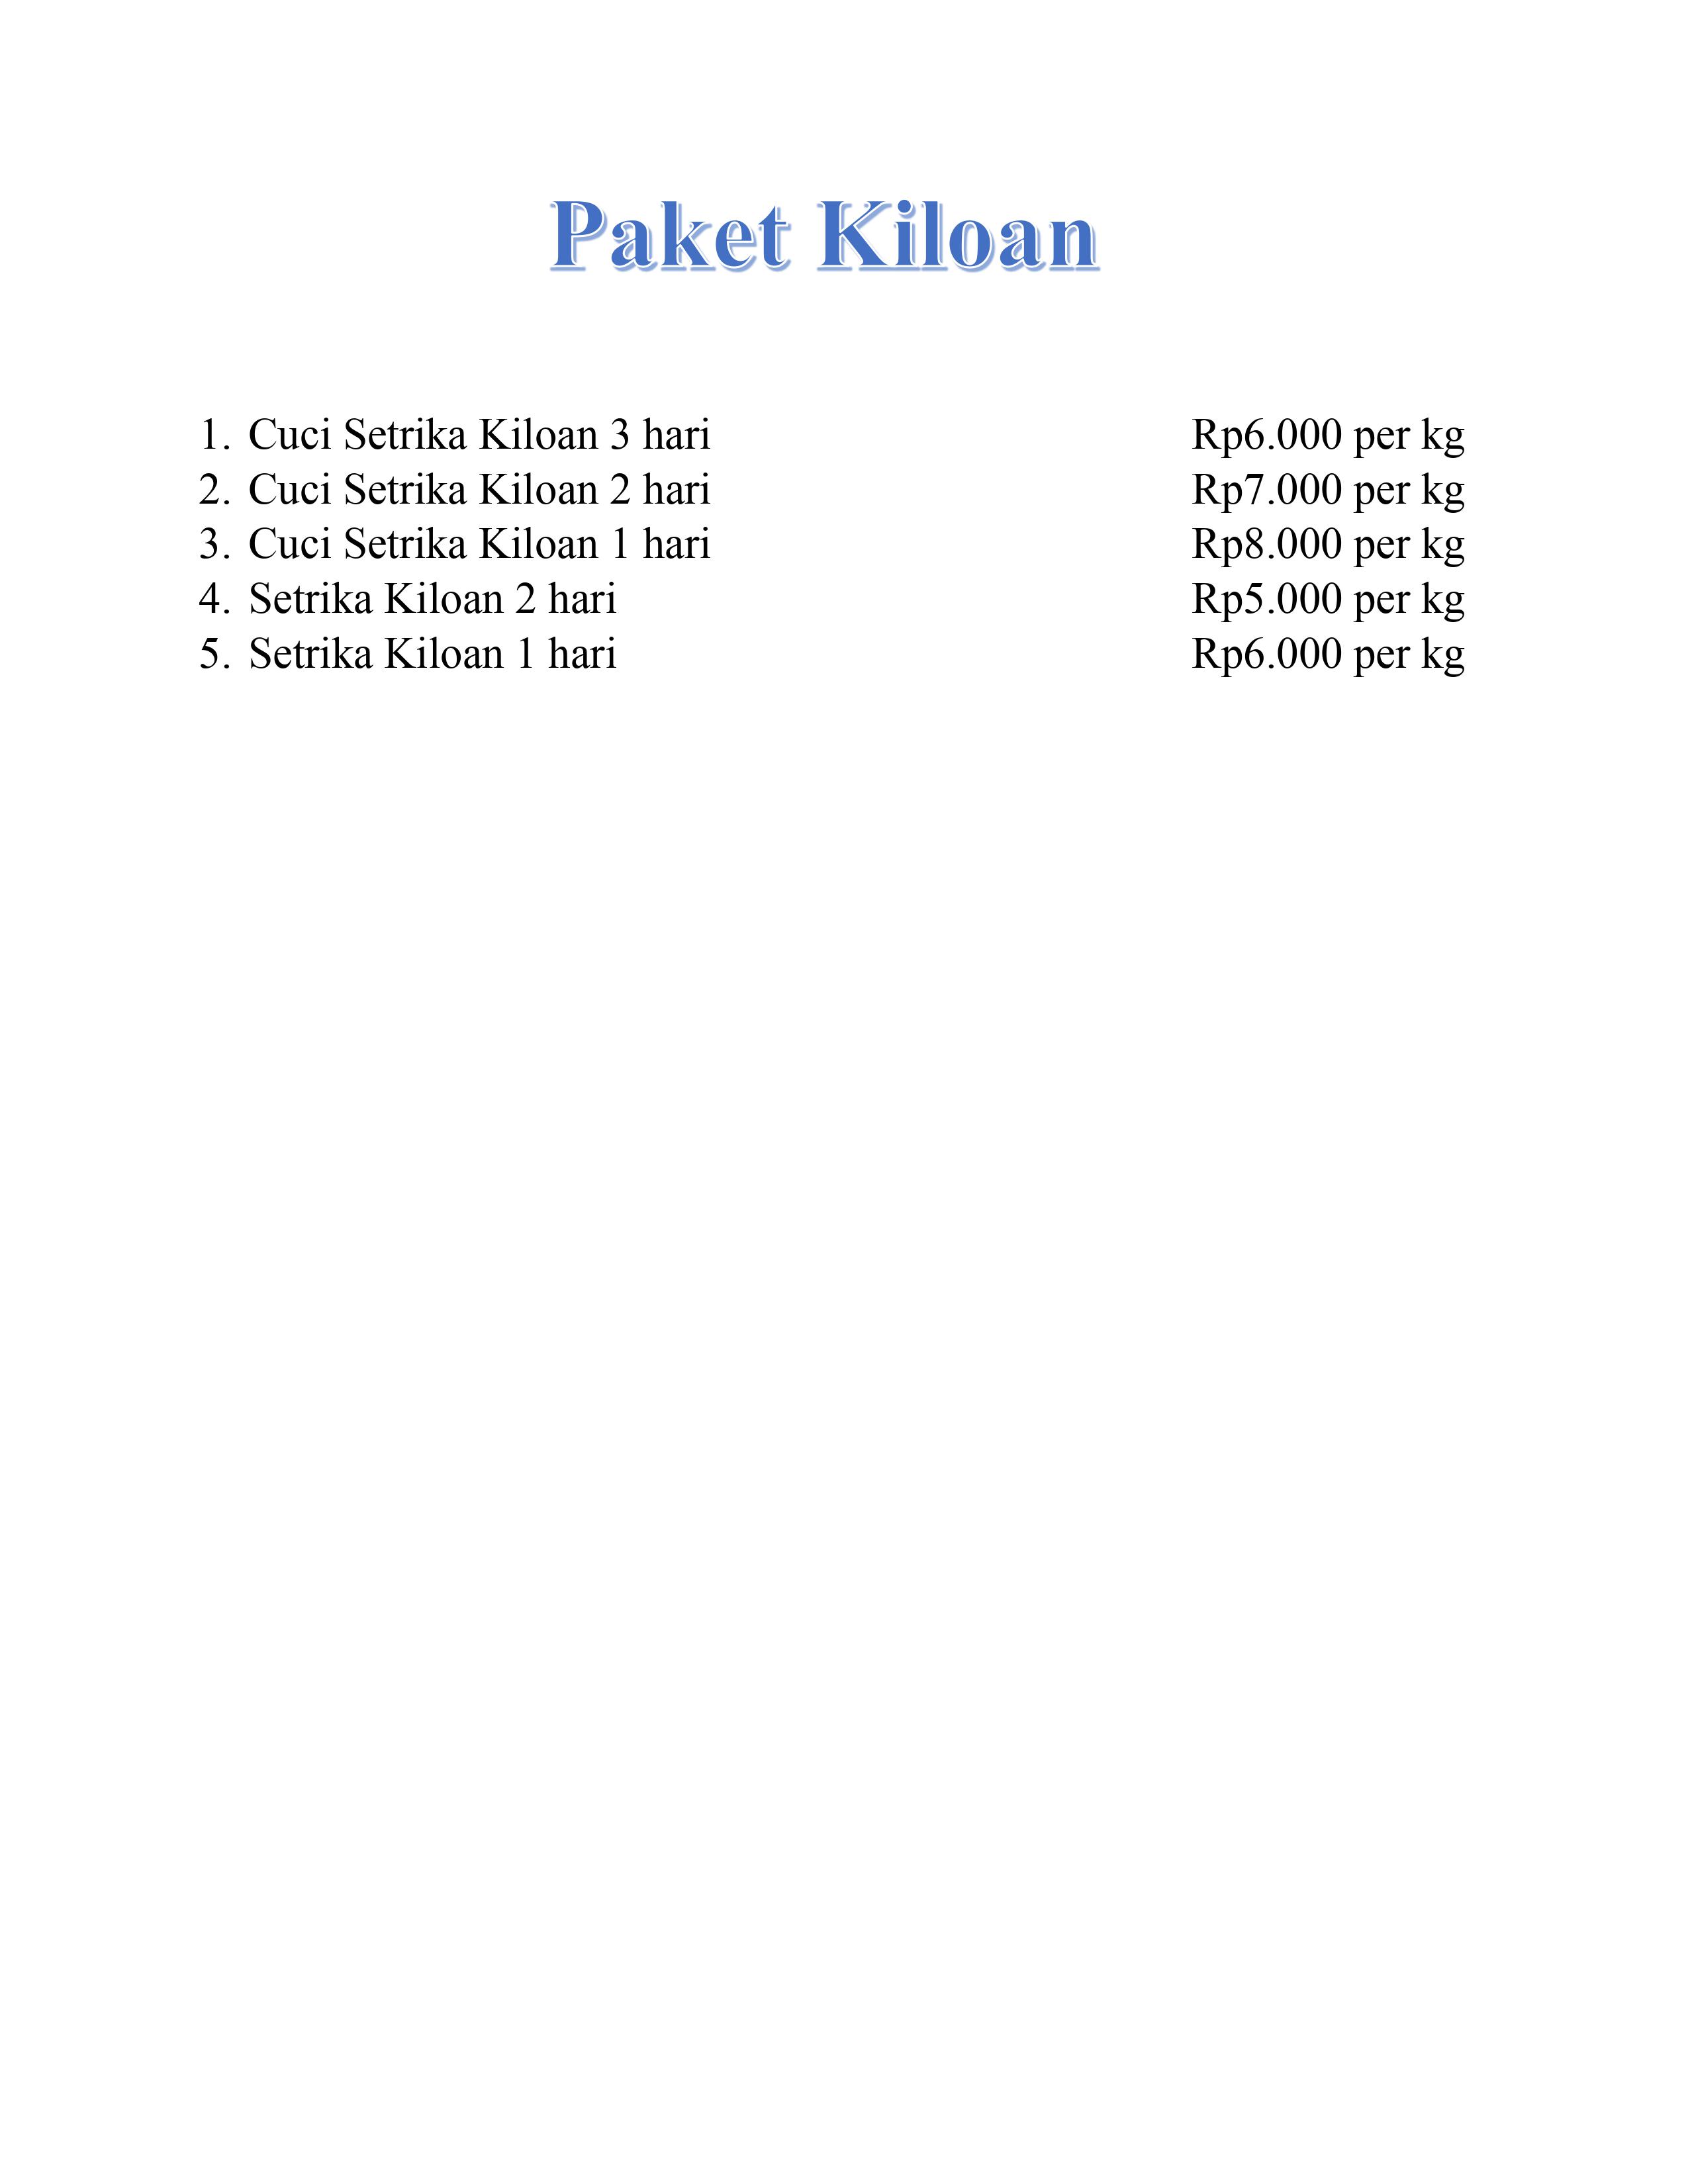 Paket Kiloan
1. Cuci Setrika Kiloan 3 hari Rp6.000 per kg
2. Cuci Setrika Kiloan 2 hari Rp7.000 per kg
3. Cuci Setrika Kiloan 1 hari Rp8.000 per kg
4. Setrika Kiloan 2 hari Rp5.000 per kg
5. Setrika Kiloan 1 hari Rp6.000 per kg